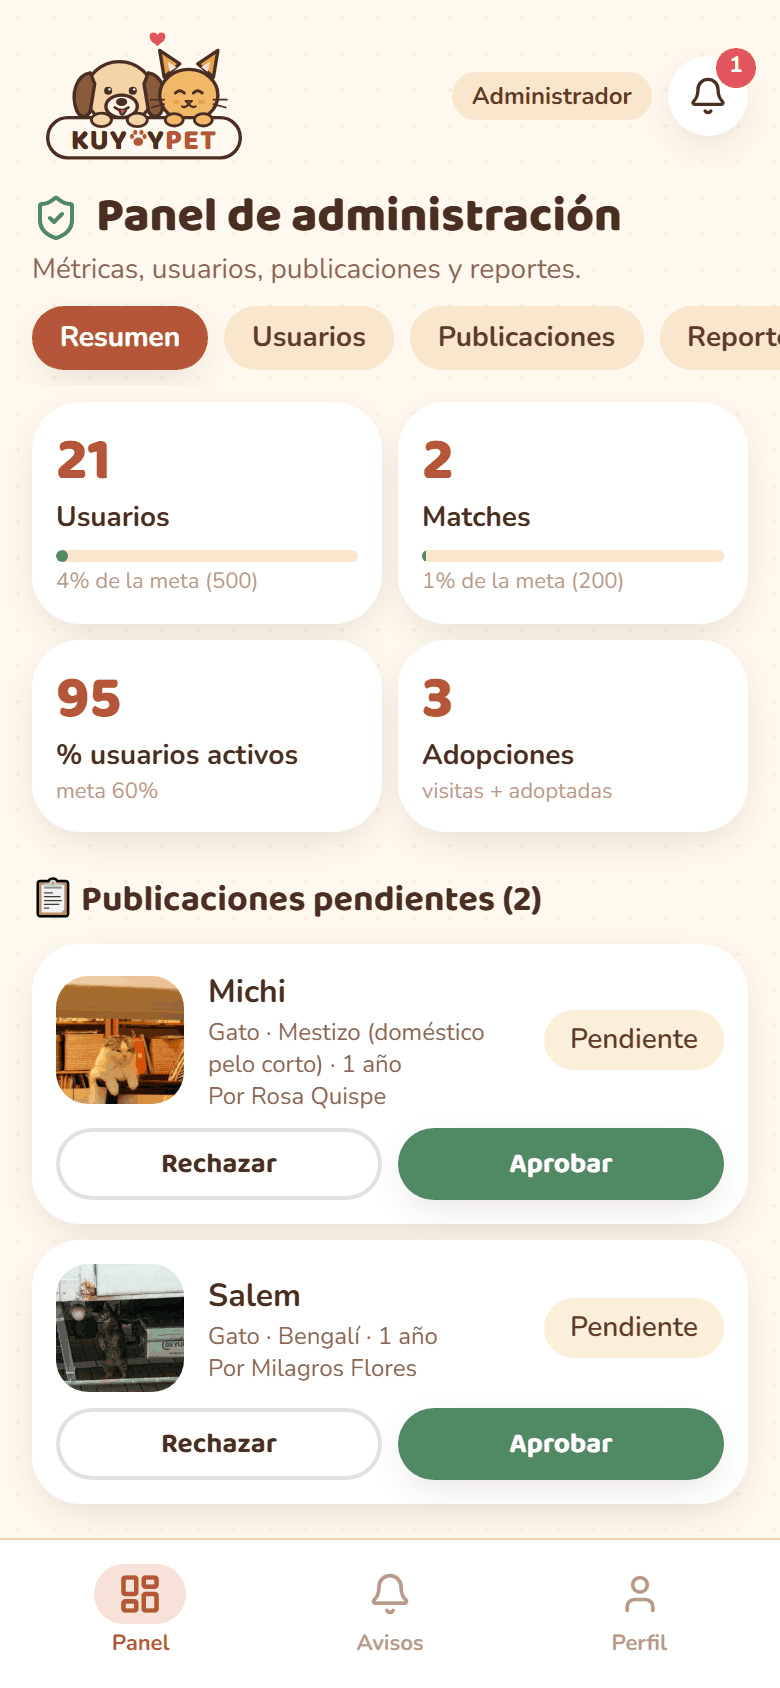 KUYAYPET
Administrador
1
Panel de administración
Métricas, usuarios, publicaciones y reportes.
Resumen
Usuarios
Publicaciones
Reporte
21
Usuarios
4% de la meta (500)
2
Matches
1% de la meta (200)
95
% usuarios activos
meta 60%
3
Adopciones
visitas + adoptadas
Publicaciones pendientes (2)
Michi
Gato · Mestizo (doméstico
pelo corto) · 1 año
Por Rosa Quispe
Pendiente
Rechazar
Aprobar
Salem
Gato · Bengalí · 1 año
Por Milagros Flores
Pendiente
Rechazar
Aprobar
Panel
Avisos
Perfil